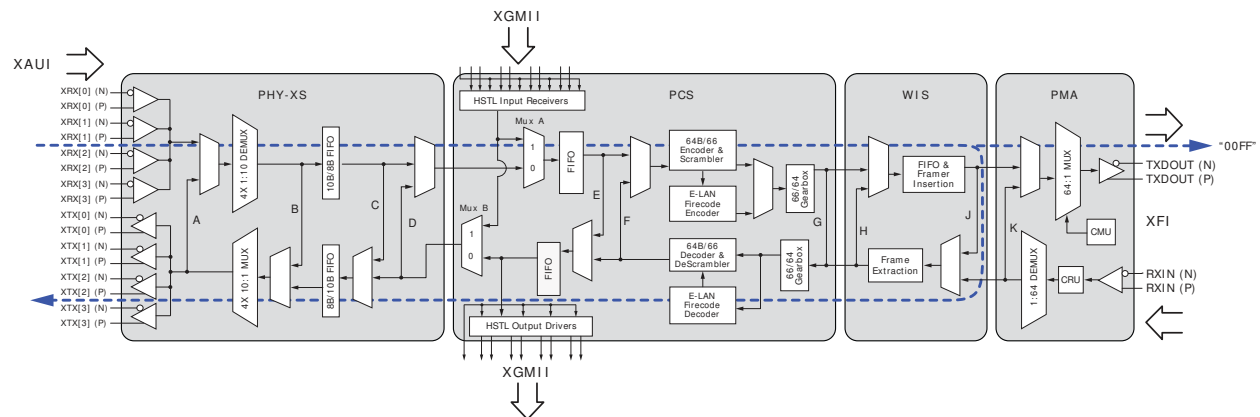 XGMII
XAUI
PHY-XS
PCS
WIS
PMA
XRX[0] (N)
XRX[0] (P)
XRX[1] (N)
XRX[1] (P)
XRX[2] (N)
XRX[2] (P)
XRX[3] (N)
XRX[3] (P)
XTX[0] (N)
XTX[0] (P)
XTX[1] (N)
XTX[1] (P)
XTX[2] (N)
XTX[2] (P)
XTX[3] (N)
XTX[3] (P)
A
4 X 1:10 DEMUX
4 X 10:1 MUX
B
10B/8B FIFO
8B/10B FIFO
C
D
HSTL Input Receivers
Mux A
1
0
FIFO
Mux B
1
0
FIFO
E
F
HSTL Output Drivers
64B/66
Encoder &
Scrambler
E-LAN
Firecode
Encoder
66/64
Gearbox
64B/66
Decoder &
DeScrambler
E-LAN
Firecode
Decoder
66/64
Gearbox
G
H
FIFO &
Framer
Insertion
Frame
Extraction
J
K
64:1 MUX
CMU
1:64 DEMUX
CRU
"00FF"
TXDOUT (N)
TXDOUT (P)
XFI
RXIN (N)
RXIN (P)
XGMII